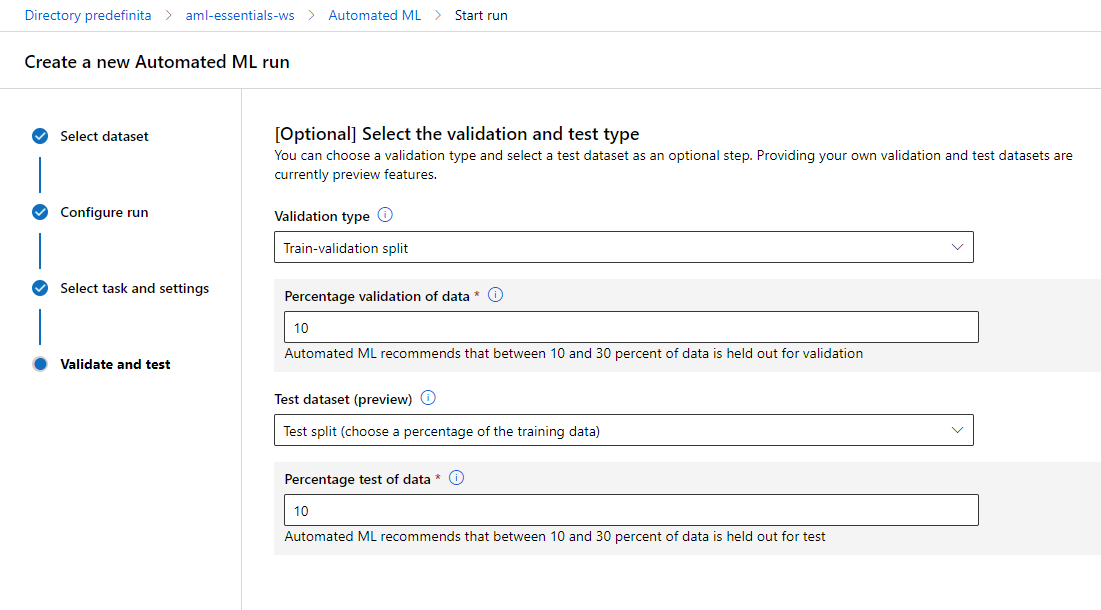 Directory predefinita > aml-essentials-ws > Automated ML > Start run
Create a new Automated ML run
Select dataset
Configure run
Select task and settings
Validate and test
[Optional] Select the validation and test type
You can choose a validation type and select a test dataset as an optional step. Providing your own validation and test datasets are
currently preview features.
Validation type
Train-validation split
Percentage validation of data *
10
Automated ML recommends that between 10 and 30 percent of data is held out for validation
Test dataset (preview)
Test split (choose a percentage of the training data)
Percentage test of data *
10
Automated ML recommends that between 10 and 30 percent of data is held out for test